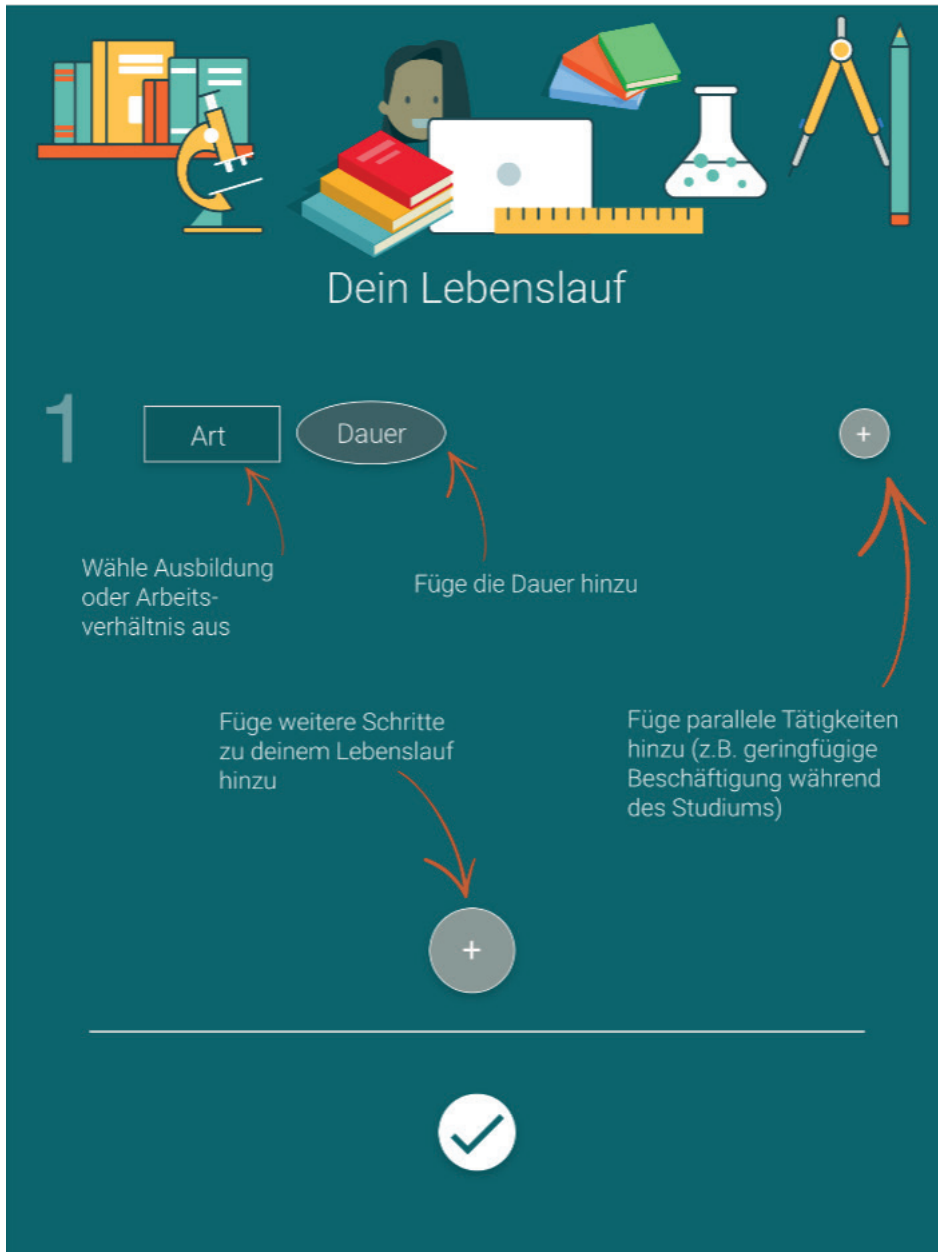 Dein Lebenslauf
1
Art
Dauer
+
Wähle Ausbildung
oder Arbeits-
verhältnis aus
Füge die Dauer hinzu
Füge weitere Schritte
zu deinem Lebenslauf
hinzu
Füge parallele Tätigkeiten
hinzu (z.B. geringfügige
Beschäftigung während
des Studiums)
+